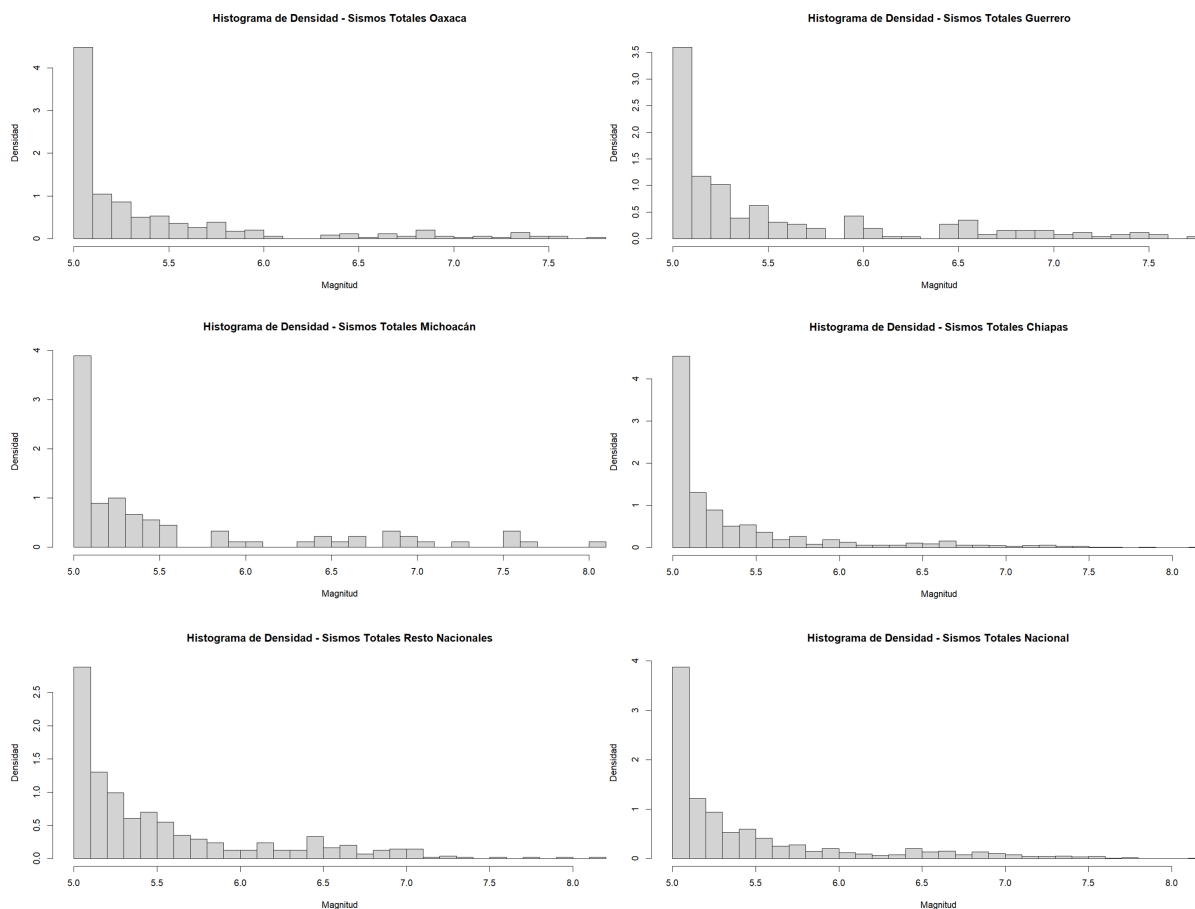 Histograma de Densidad - Sismos Totales Oaxaca
Densidad
4
3
2
1
0
5.0 5.5 6.0 6.5 7.0 7.5
Magnitud
Histograma de Densidad - Sismos Totales Guerrero
Densidad
3.5
3.0
2.5
2.0
1.5
1.0
0.5
0.0
5.0 5.5 6.0 6.5 7.0 7.5
Magnitud
Histograma de Densidad - Sismos Totales Michoacán
Densidad
4
3
2
1
0
5.0 5.5 6.0 6.5 7.0 7.5 8.0
Magnitud
Histograma de Densidad - Sismos Totales Chiapas
Densidad
4
3
2
1
0
5.0 5.5 6.0 6.5 7.0 7.5 8.0
Magnitud
Histograma de Densidad - Sismos Totales Resto Nacionales
Densidad
2.5
2.0
1.5
1.0
0.5
0.0
5.0 5.5 6.0 6.5 7.0 7.5 8.0
Magnitud
Histograma de Densidad - Sismos Totales Nacional
Densidad
4
3
2
1
0
5.0 5.5 6.0 6.5 7.0 7.5 8.0
Magnitud